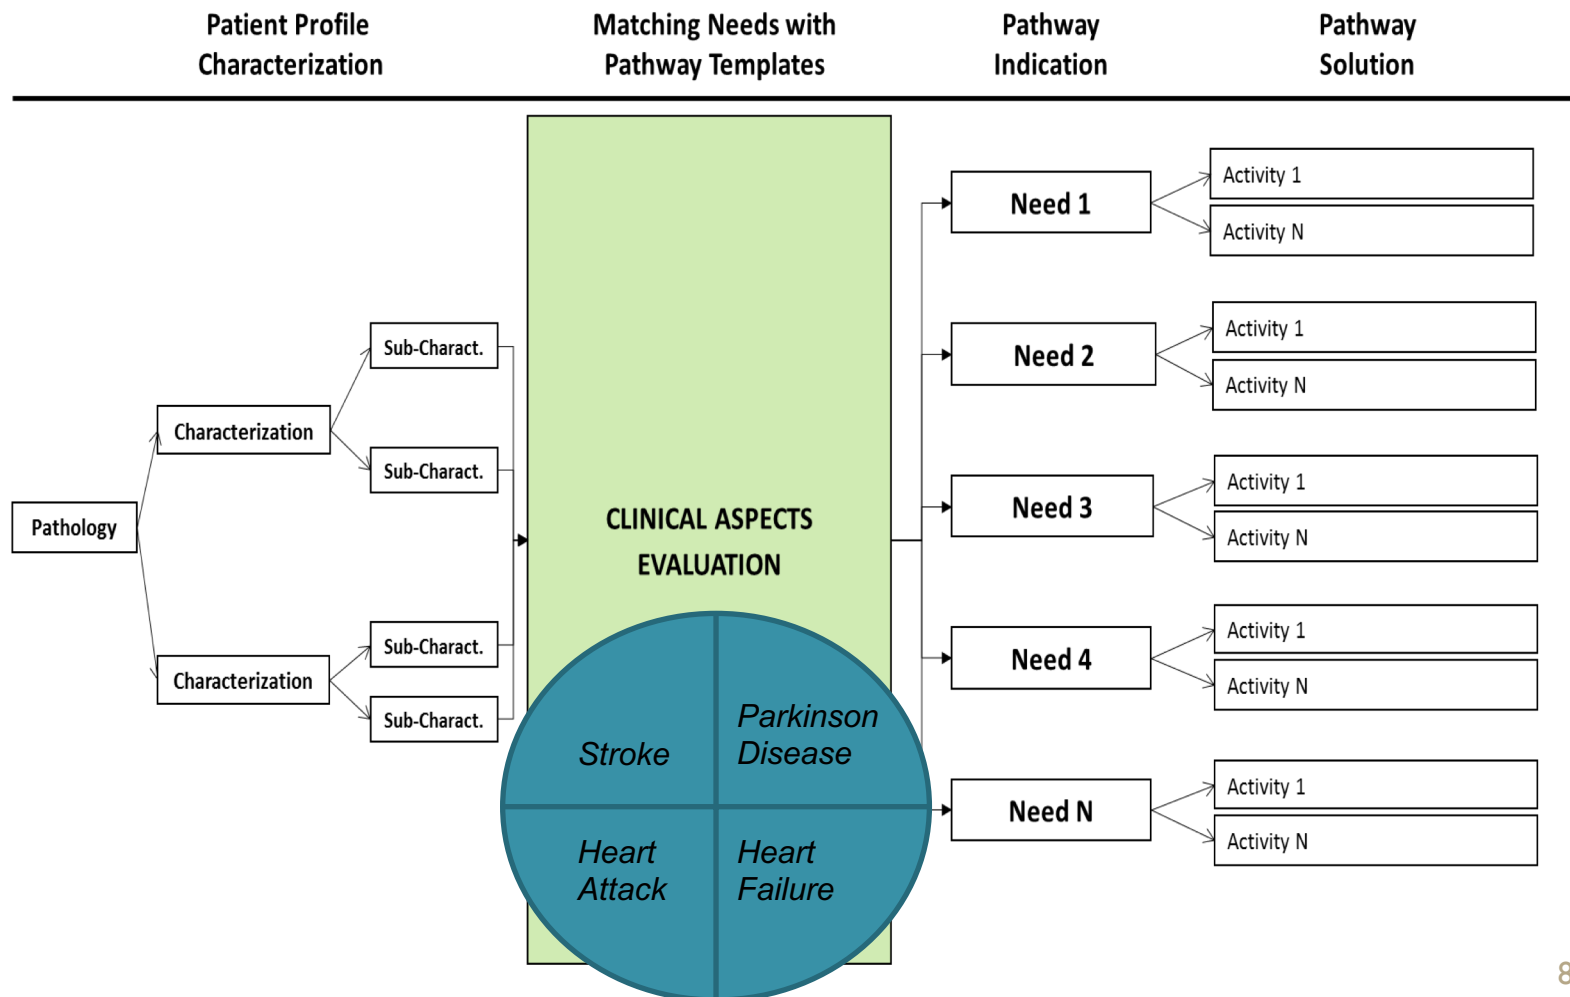 Patient Profile
Characterization
Matching Needs with
Pathway Templates
Pathway
Indication
Pathway
Solution
Pathology
Characterization
Characterization
Sub-Charact.
Sub-Charact.
Sub-Charact.
Sub-Charact.
CLINICAL ASPECTS
EVALUATION
Stroke
Parkinson
Disease
Heart
Attack
Heart
Failure
Need 1
Activity 1
Activity N
Need 2
Activity 1
Activity N
Need 3
Activity 1
Activity N
Need 4
Activity 1
Activity N
Need N
Activity 1
Activity N
8